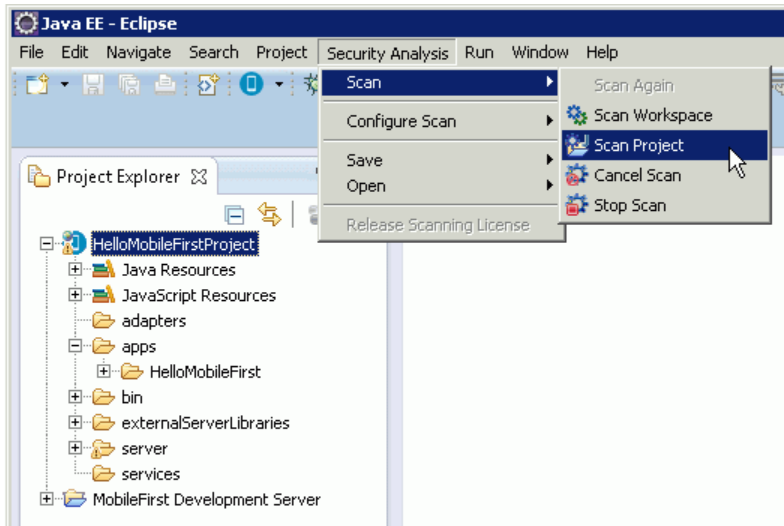 Java EE - Eclipse
File Edit Navigate Search Project Security Analysis Run Window Help
Scan
Configure Scan
Save
Open
Release Scanning License
Scan Again
Scan Workspace
Scan Project
Cancel Scan
Stop Scan
Project Explorer
HelloMobileFirstProject
Java Resources
JavaScript Resources
adapters
apps
HelloMobileFirst
bin
externalServerLibraries
server
services
MobileFirst Development Server